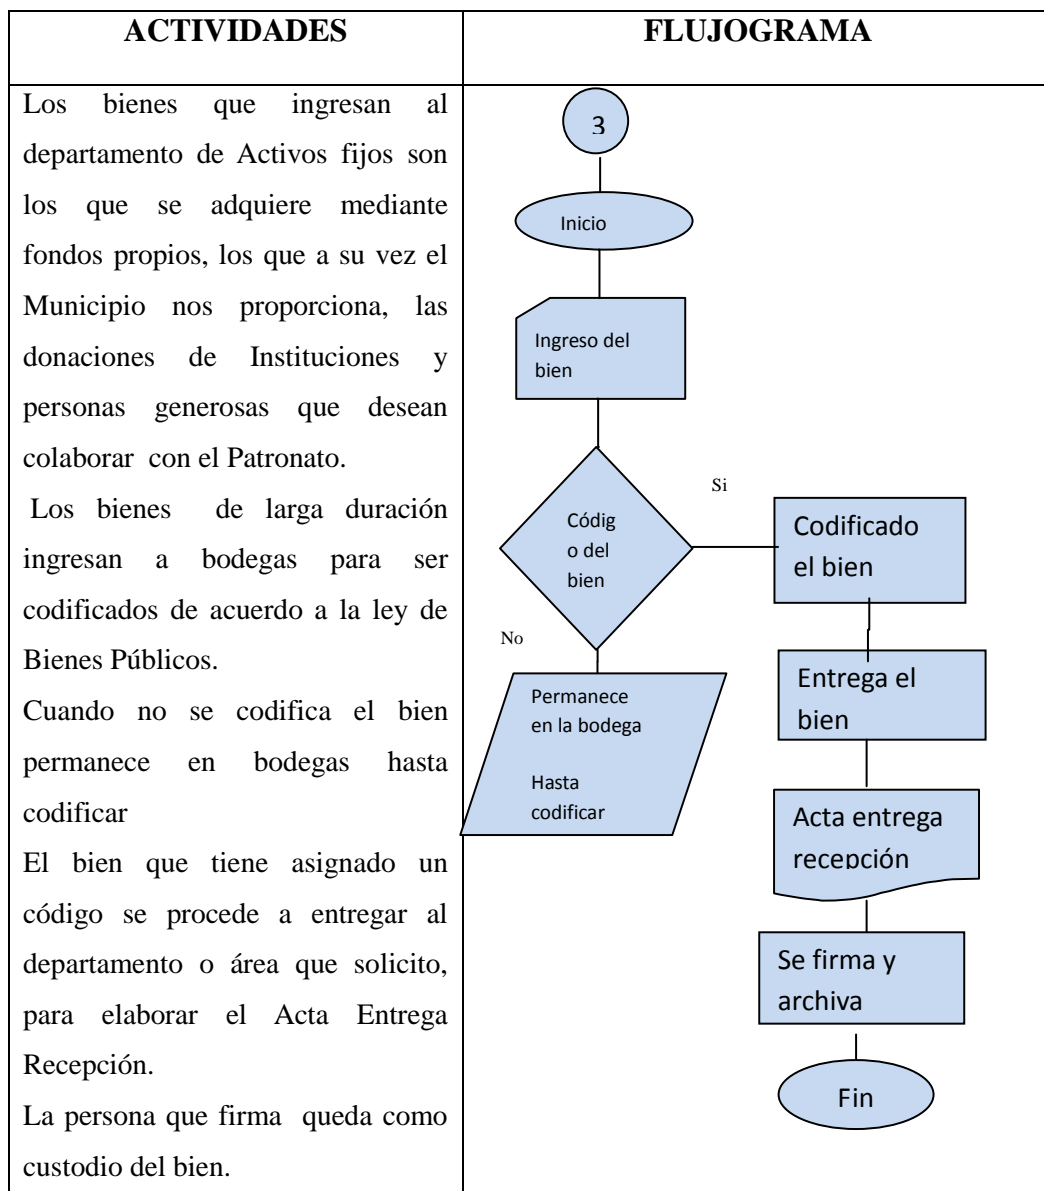 ACTIVIDADES
FLUJOGRAMA
Los bienes que ingresan al
departamento de Activos fijos son
los que se adquiere mediante
fondos propios, los que a su vez el
Municipio nos proporciona, las
donaciones de Instituciones y
personas generosas que desean
colaborar con el Patronato.
Los bienes de larga duración
ingresan a bodegas para ser
codificados de acuerdo a la ley de
Bienes Públicos.
Cuando no se codifica el bien
permanece en bodegas hasta
codificar
El bien que tiene asignado un
código se procede a entregar al
departamento o área que solicito,
para elaborar el Acta Entrega
Recepción.
La persona que firma queda como
custodio del bien.
3
Inicio
Ingreso del
bien
Códig
o del
bien
Si
Codificado
el bien
No
Permanece
en la bodega
Hasta
codificar
Entrega el
bien
Acta entrega
recepción
Se firma y
archiva
Fin